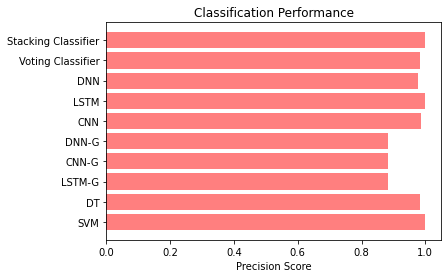 Classification Performance
Stacking Classifier
Voting Classifier
DNN
LSTM
CNN
DNN-G
CNN-G
LSTM-G
DT
SVM
0.0 0.2 0.4 0.6 0.8 1.0
Precision Score